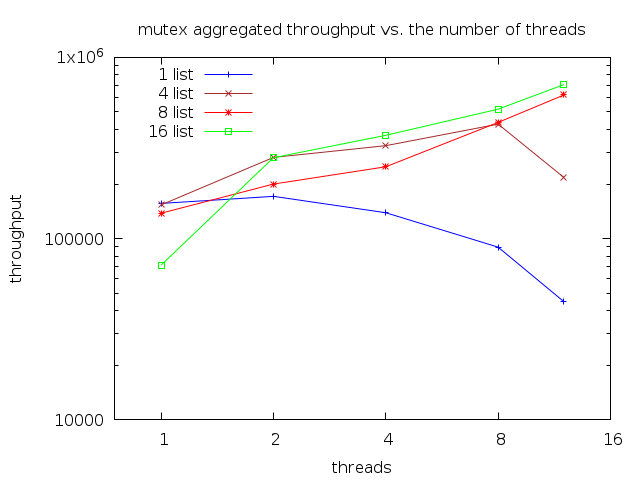 mutex aggregated throughput vs. the number of threads
1x10^6
1 list
4 list
8 list
16 list
throughput
100000
10000
1 2 4 8 16
threads